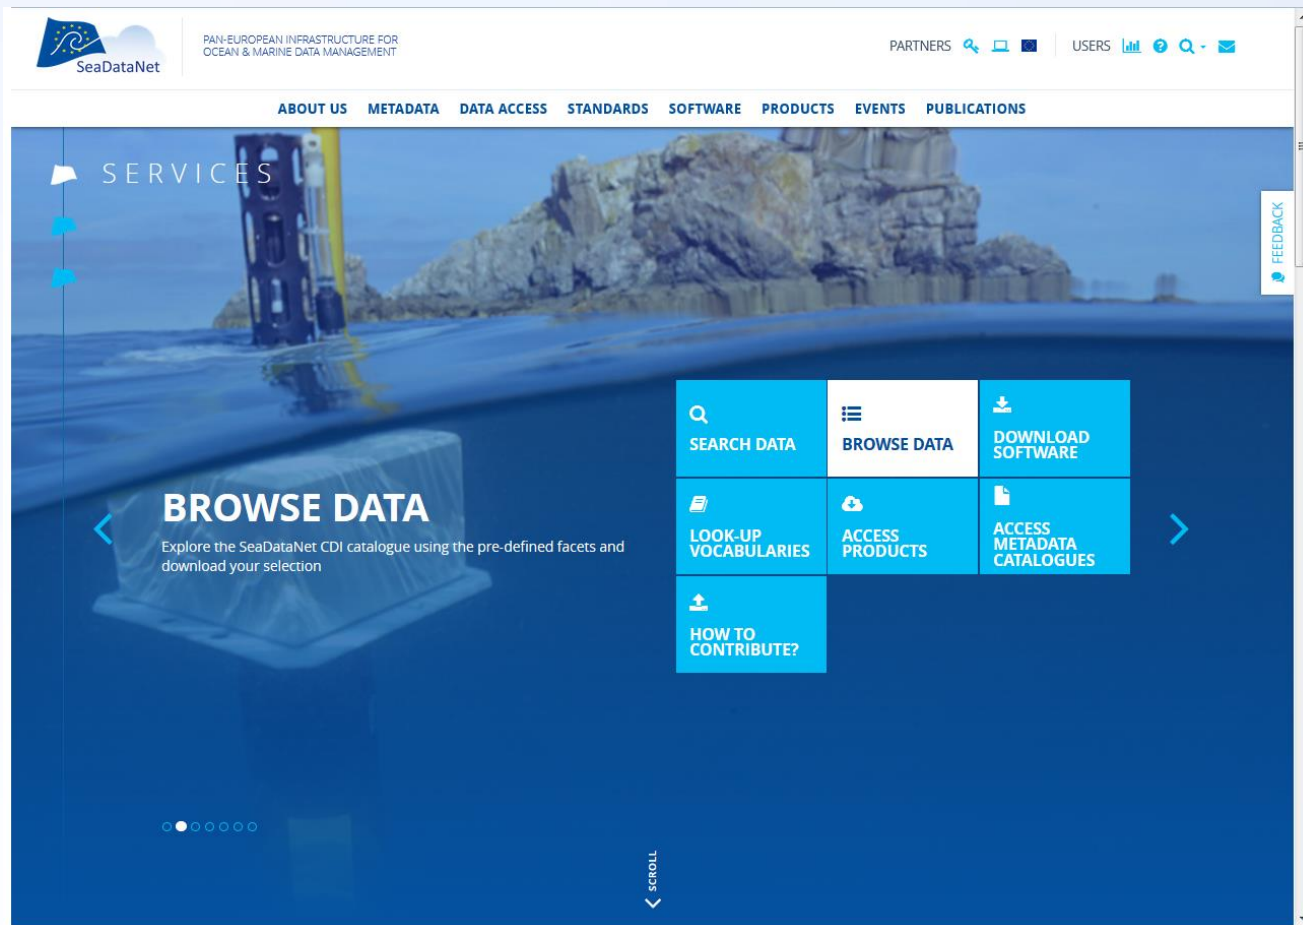 SeaDataNet
PAN-EUROPEAN INFRASTRUCTURE FOR
OCEAN & MARINE DATA MANAGEMENT
PARTNERS
USERS
ABOUT US METADATA DATA ACCESS STANDARDS SOFTWARE PRODUCTS EVENTS PUBLICATIONS
SERVICES
FEEDBACK
SEARCH DATA
BROWSE DATA
DOWNLOAD
SOFTWARE
LOOK-UP
VOCABULARIES
ACCESS
PRODUCTS
ACCESS
METADATA
CATALOGUES
HOW TO
CONTRIBUTE?
BROWSE DATA
Explore the SeaDataNet CDI catalogue using the pre-defined facets and
download your selection
SCROLL